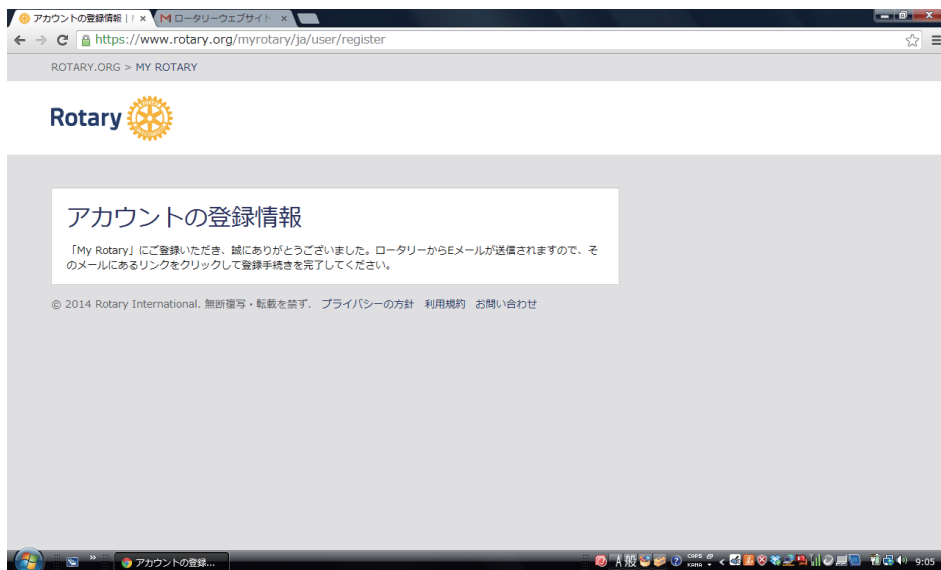 アカウントの登録情報 |
ロータリーウェブサイト
https://www.rotary.org/myrotary/ja/user/register
ROTARY.ORG > MY ROTARY
Rotary
アカウントの登録情報
「My Rotary」にご登録いただき、誠にありがとうございました。ロータリーからEメールが送信されますので、そ
のメールにあるリンクをクリックして登録手続きを完了してください。
© 2014 Rotary International. 無断複写・転載を禁ず. プライバシーの方針 利用規約 お問い合わせ
アカウントの登録...
A 般 CAPS
KANA
9:05